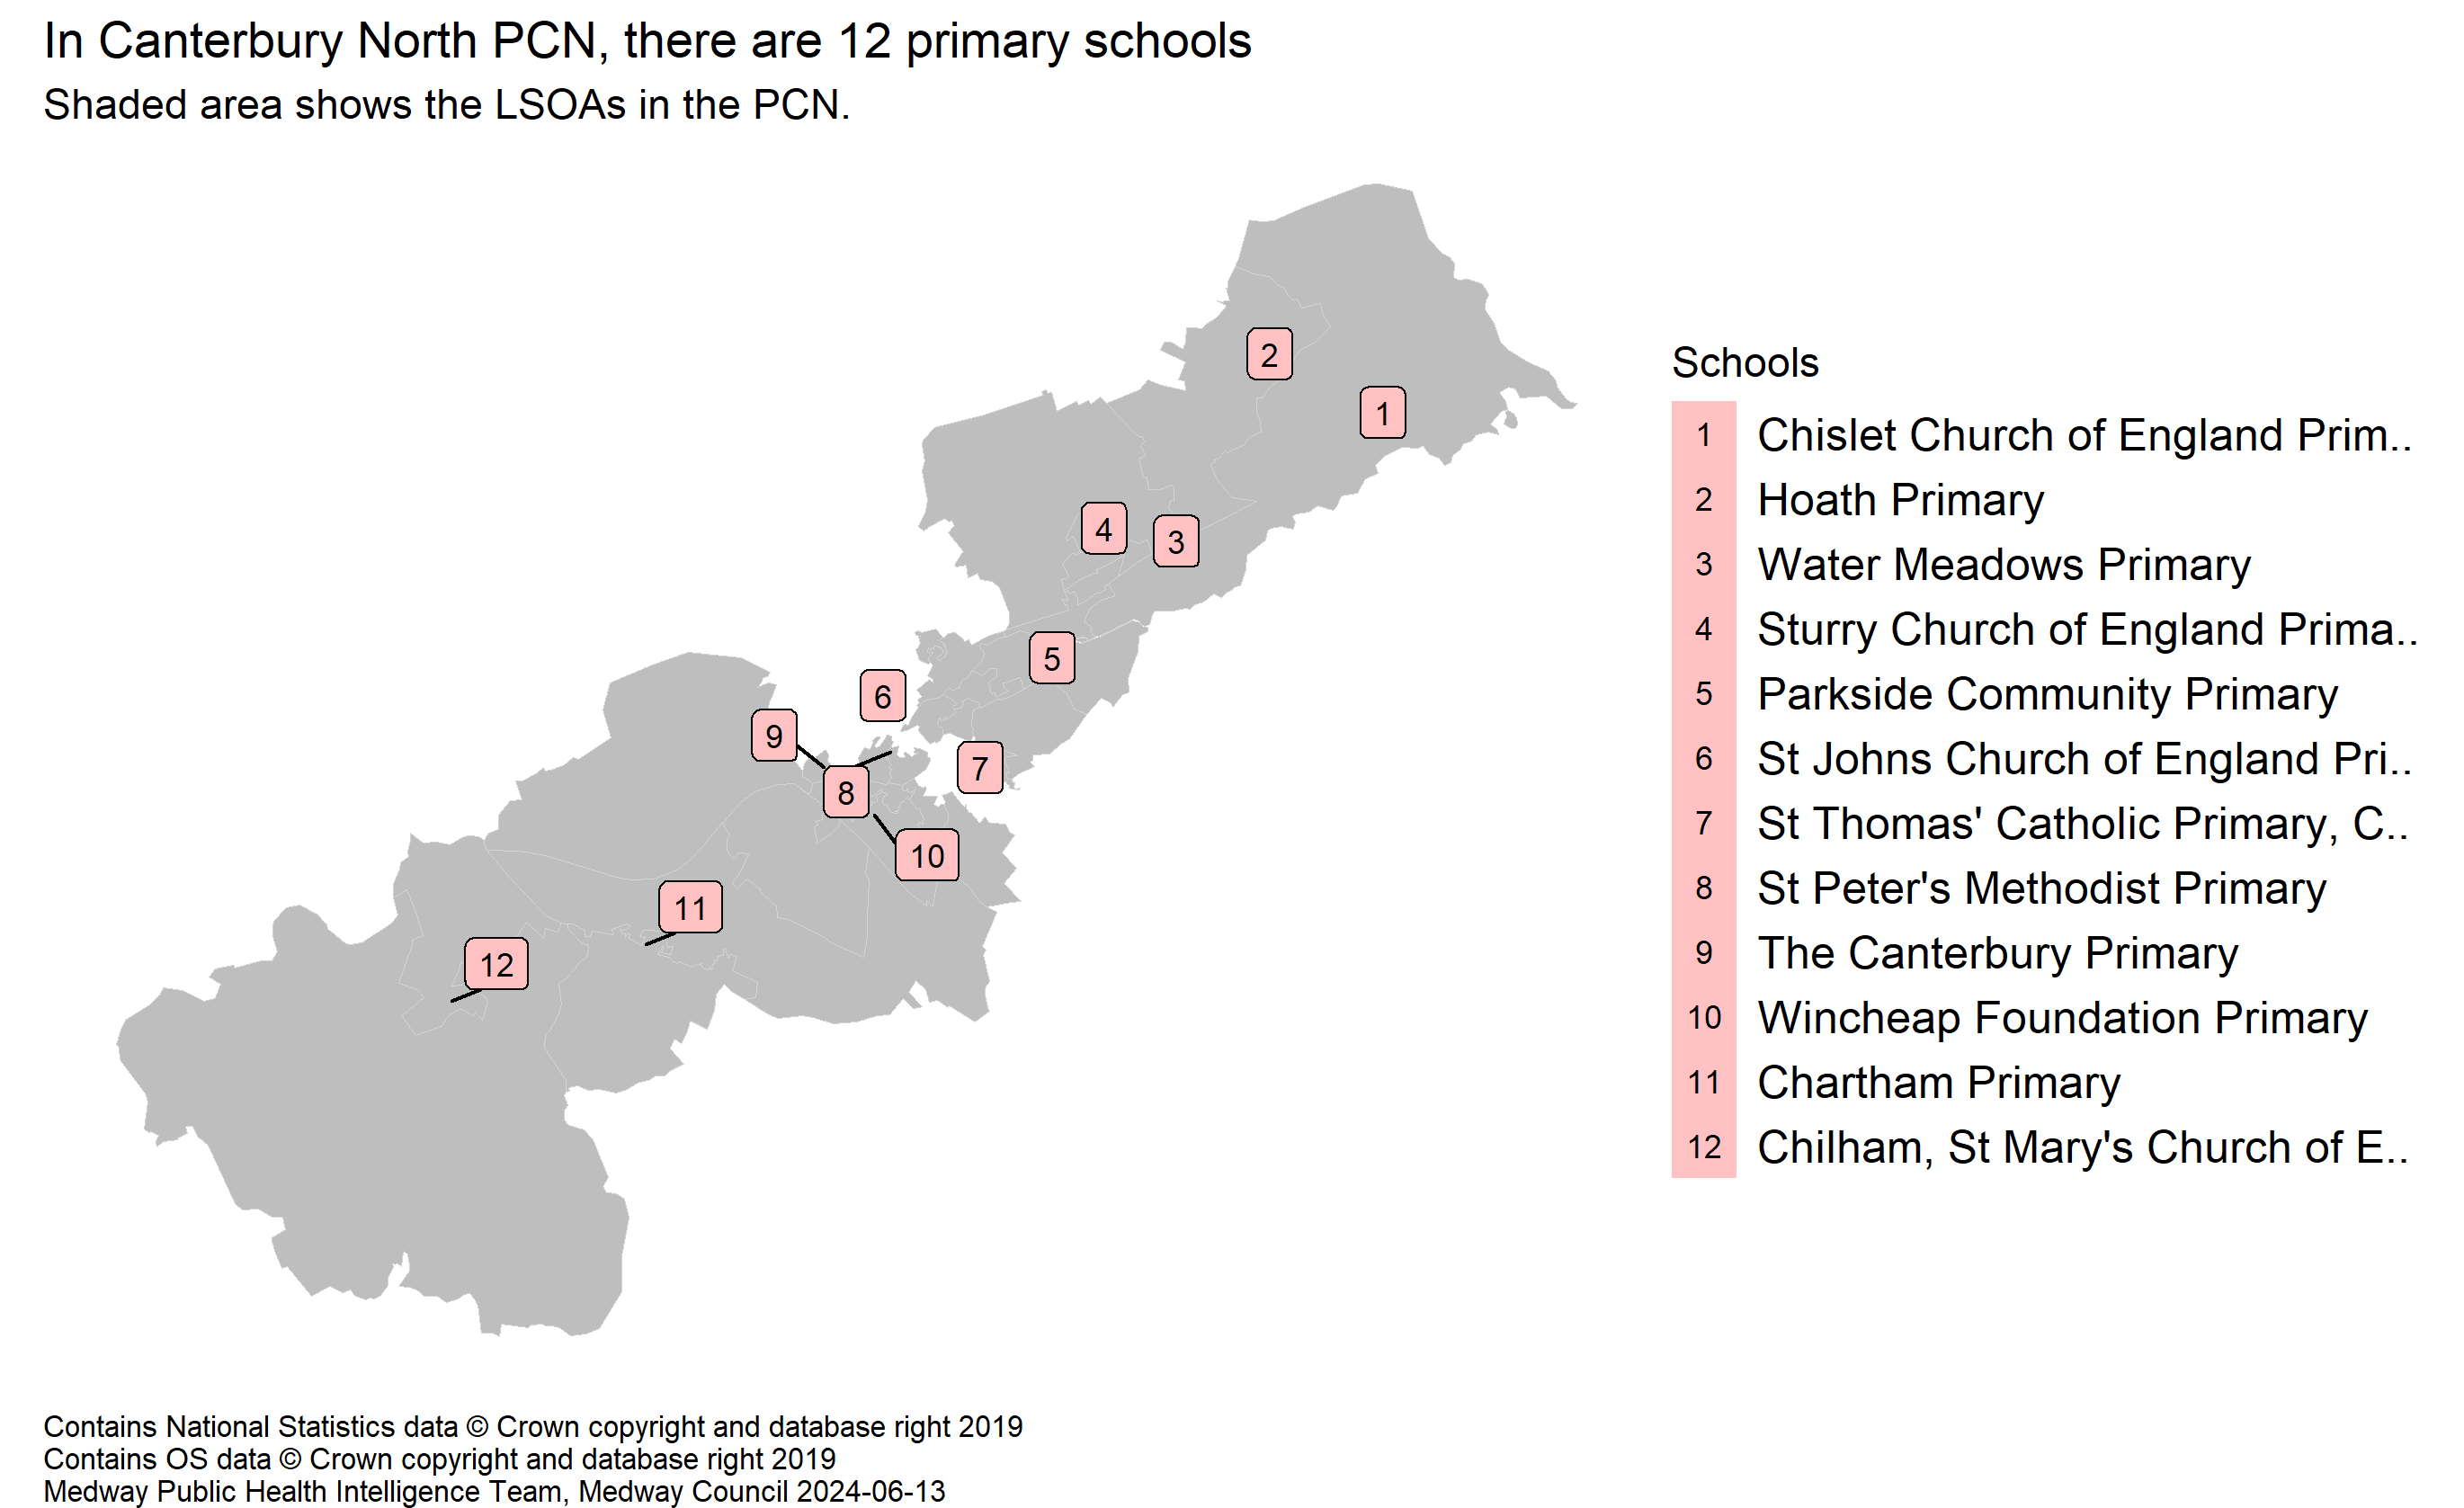 In Canterbury North PCN, there are 12 primary schools
Shaded area shows the LSOAs in the PCN.
2
1
4
3
5
6
9
7
8
10
11
12
Schools
1 Chislet Church of England Prim..
2 Hoath Primary
3 Water Meadows Primary
4 Sturry Church of England Prima..
5 Parkside Community Primary
6 St Johns Church of England Pri..
7 St Thomas' Catholic Primary, C..
8 St Peter's Methodist Primary
9 The Canterbury Primary
10 Wincheap Foundation Primary
11 Chartham Primary
12 Chilham, St Mary's Church of E..
Contains National Statistics data © Crown copyright and database right 2019
Contains OS data © Crown copyright and database right 2019
Medway Public Health Intelligence Team, Medway Council 2024-06-13